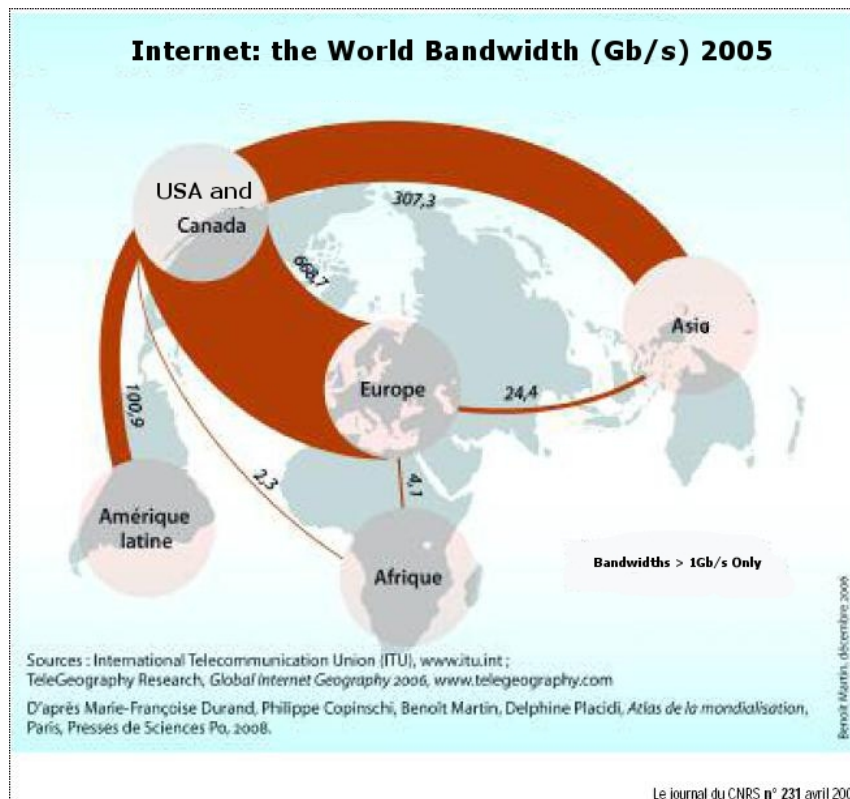 Internet: the World Bandwidth (Gb/s) 2005
USA and
Canada
307,3
668,7
Asia
Europe
24,4
100,9
2,3
4,1
Amérique
latine
Afrique
Bandwidths > 1Gb/s Only
Benoît Martin, décembre
Sources : International Telecommunication Union (ITU), www.itu.int ;
TeleGeography Research, Global Internet Geography 2006, www.telegeography.com
D'après Marie-Françoise Durand, Philippe Copinschi, Benoît Martin, Delphine Placidi, Atlas de la mondialisation,
Paris, Presses de Sciences Po, 2008.
Le journal du CNRS n° 231 avril